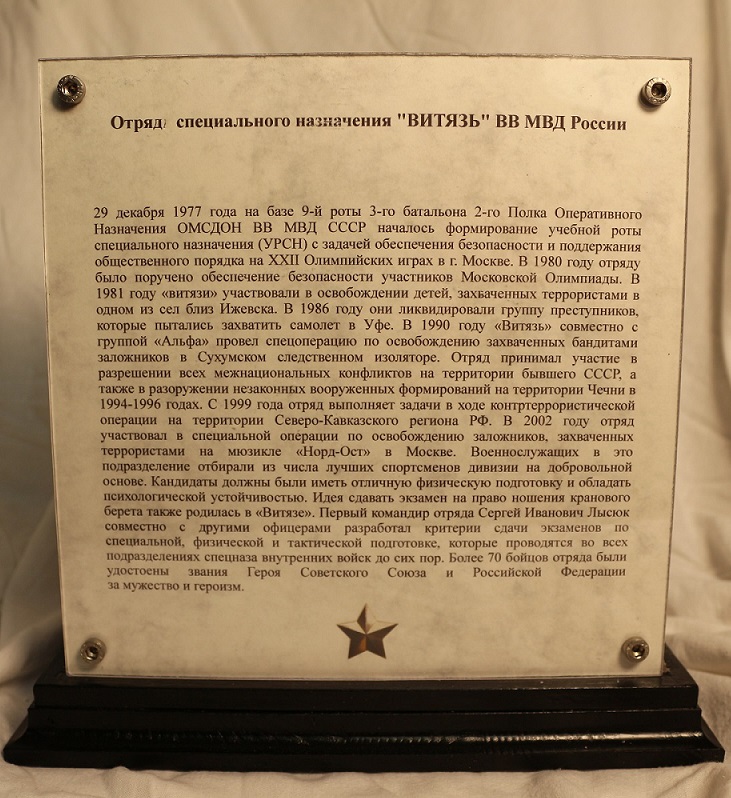 Отряд специального назначения "ВИТЯЗЬ" ВВ МВД России
29 декабря 1977 года на базе 9-й роты 3-го батальона 2-го Полка Оперативного
Назначения ОМСДОН ВВ МВД СССР началось формирование учебной роты
специального назначения (УРСН) с задачей обеспечения безопасности и поддержания
общественного порядка на XXII Олимпийских играх в г. Москве. В 1980 году отряду
было поручено обеспечение безопасности участников Московской Олимпиады. В
1981 году «витязи» участвовали в освобождении детей, захваченных террористами в
одном из сел близ Ижевска. В 1986 году они ликвидировали группу преступников,
которые пытались захватить самолет в Уфе. В 1990 году «Витязь» совместно с
группой «Альфа» провел спецоперацию по освобождению захваченных бандитами
заложников в Сухумском следственном изоляторе. Отряд принимал участие в
разрешении всех межнациональных конфликтов на территории бывшего СССР, а
также в разоружении незаконных вооруженных формирований на территории Чечни в
1994-1996 годах. С 1999 года отряд выполняет задачи в ходе контртеррористической
операции на территории Северо-Кавказского региона РФ. В 2002 году отряд
участвовал в специальной операции по освобождению заложников, захваченных
террористами на мюзикле «Норд-Ост» в Москве. Военнослужащих в это
подразделение отбирали из числа лучших спортсменов дивизии на добровольной
основе. Кандидаты должны были иметь отличную физическую подготовку и обладать
психологической устойчивостью. Идея сдавать экзамен на право ношения кранового
берета также родилась в «Витязе». Первый командир отряда Сергей Иванович Лысюк
совместно с другими офицерами разработал критерии сдачи экзаменов по
специальной, физической и тактической подготовке, которые проводятся во всех
подразделениях спецназа внутренних войск до сих пор. Более 70 бойцов отряда были
удостоены звания Героя Советского Союза и Российской Федерации
за мужество и героизм.